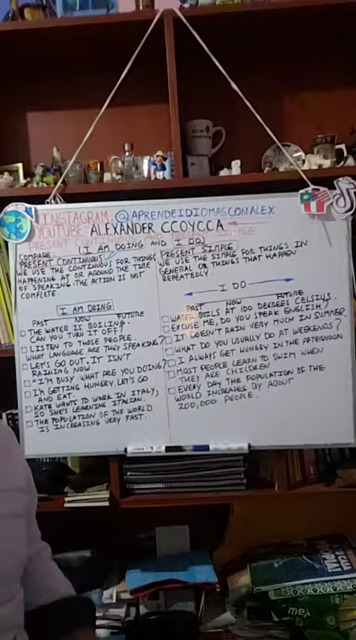 INSTAGRAM: @APRENDEIDIOMASCONALEX
YOUTUBE: ALEXANDER CCOYCCA
PRESENT CONTINUOUS
(I AM DOING AND I DO)
COMPARE
PRESENT CONTINUOUS
WE USE THE CONTINUOUS FOR THINGS
HAPPENING AT OR AROUND THE TIME
OF SPEAKING. THE ACTION IS NOT
COMPLETE
I AM DOING
PAST NOW FUTURE
THE WATER IS BOILING.
CAN YOU TURN IT OFF?
LISTEN TO THOSE PEOPLE.
WHAT LANGUAGE ARE THEY SPEAKING?
LET'S GO OUT. IT ISN'T
RAINING NOW.
"I'M BUSY" WHAT ARE YOU DOING?
I'M GETTING HUNGRY. LET'S GO
AND EAT.
KATE WANTS TO WORK IN ITALY,
SO SHE'S LEARNING ITALIAN.
THE POPULATION OF THE WORLD
IS INCREASING VERY FAST.
PRESENT SIMPLE
WE USE THE SIMPLE FOR THING'S IN
GENERAL OR THINGS THAT HAPPEN
I DO
PAST NOW FUTURE
WATER BOILS AT 100 DEGREES CELSIUS.
EXCUSE ME, DO YOU SPEAK ENGLISH?
IT DOESN'T RAIN VERY MUCH IN SUMMER.
WHAT DO YOU USUALLY DO AT WEEKENDS?
I ALWAYS GET HUNGRY IN THE AFTERNOON
MOST PEOPLE LEARN TO SWIM WHEN
THEY ARE CHILDREN
EVERY DAY THE POPULATION OF THE
WORLD INCREASES BY ABOUT
200,000 PEOPLE.